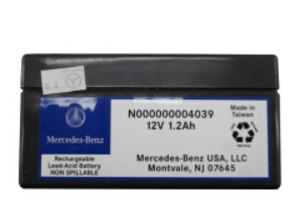 N000000004039
12V 1.2Ah
Made in
Taiwan
Mercedes-Benz
Rechargeable
Lead-Acid Battery
NON SPILLABLE
Mercedes-Benz USA, LLC
Montvale, NJ 07645